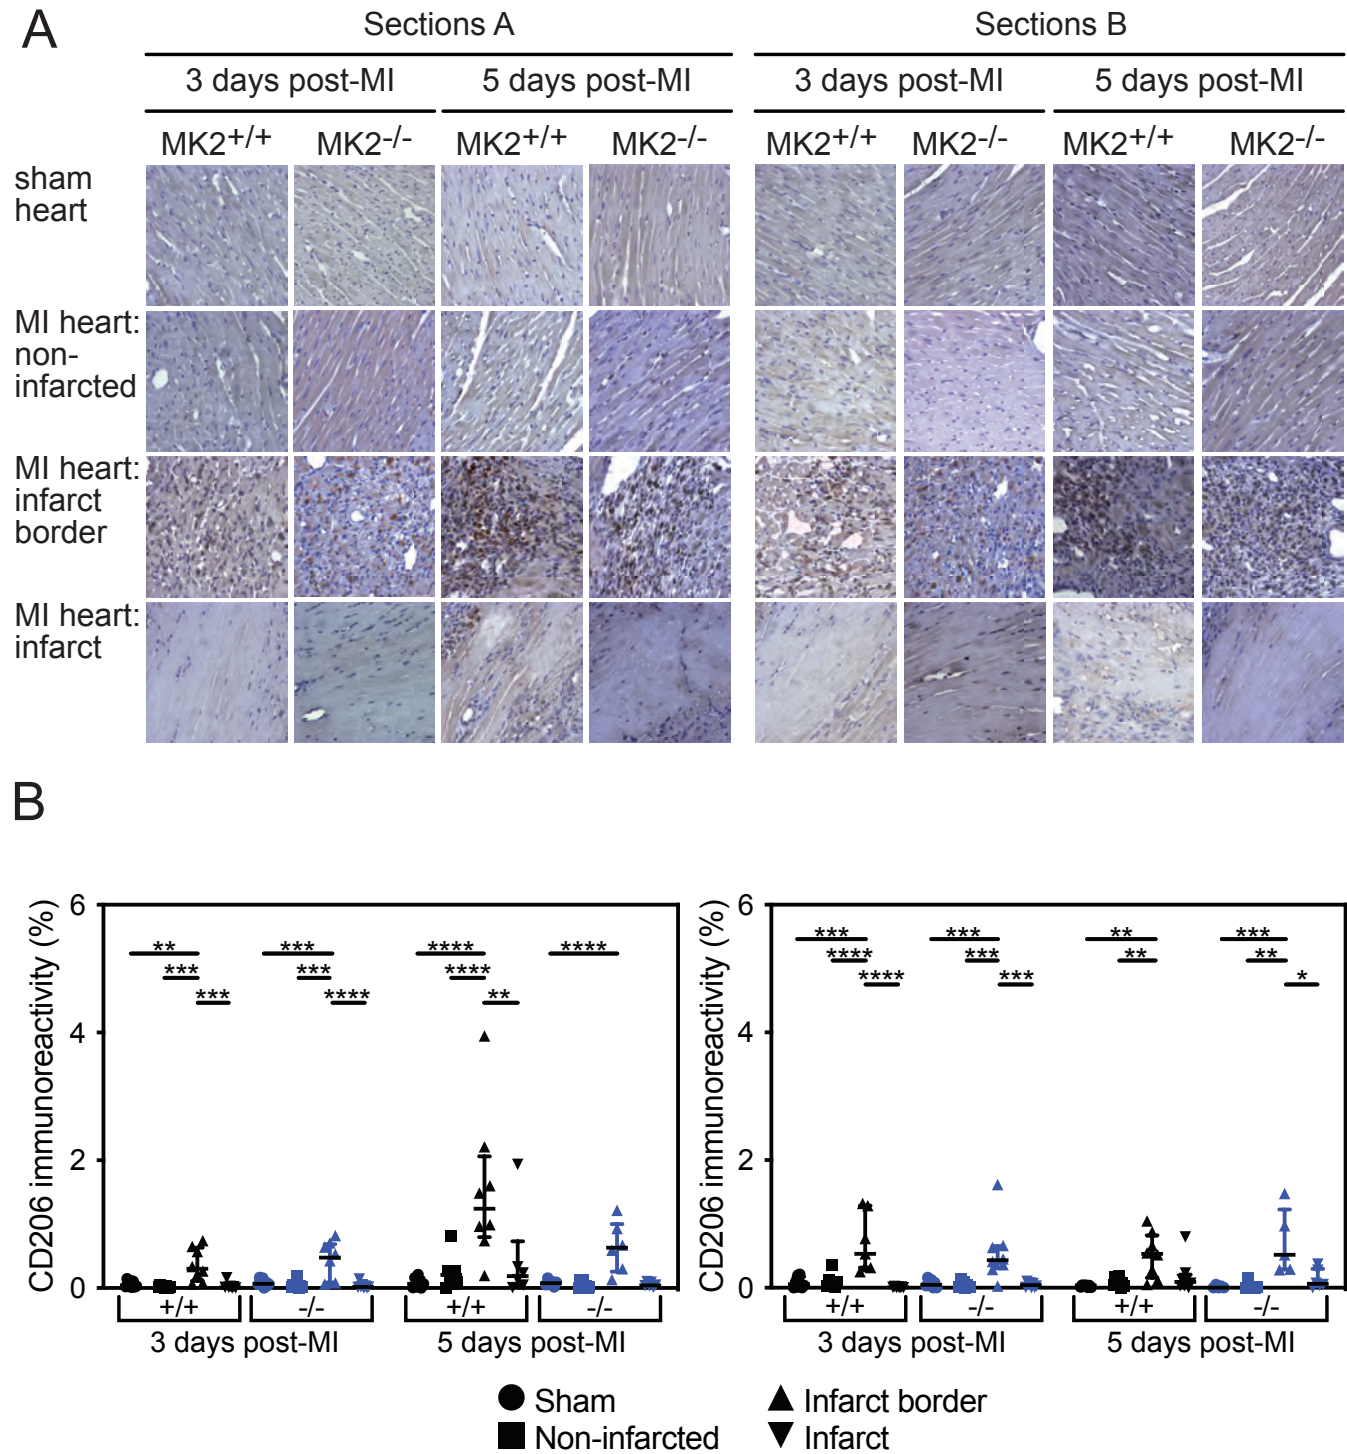 A
Sections A
Sections B
3 days post-MI
5 days post-MI
3 days post-MI
5 days post-MI
MK2+/+
MK2-/-
MK2+/+
MK2-/-
MK2+/+
MK2-/-
MK2+/+
MK2-/-
sham
heart
MI heart:
non-
infarcted
MI heart:
infarct
border
MI heart:
infarct
B
CD206 immunoreactivity (%)
6
4
2
0
**
***
***
***
***
****
****
****
**
****
+/+
-/-
+/+
-/-
3 days post-MI
5 days post-MI
CD206 immunoreactivity (%)
6
4
2
0
***
****
****
***
***
***
**
**
***
**
*
+/+
-/-
+/+
-/-
3 days post-MI
5 days post-MI
Sham
Infarct border
Non-infarcted
Infarct